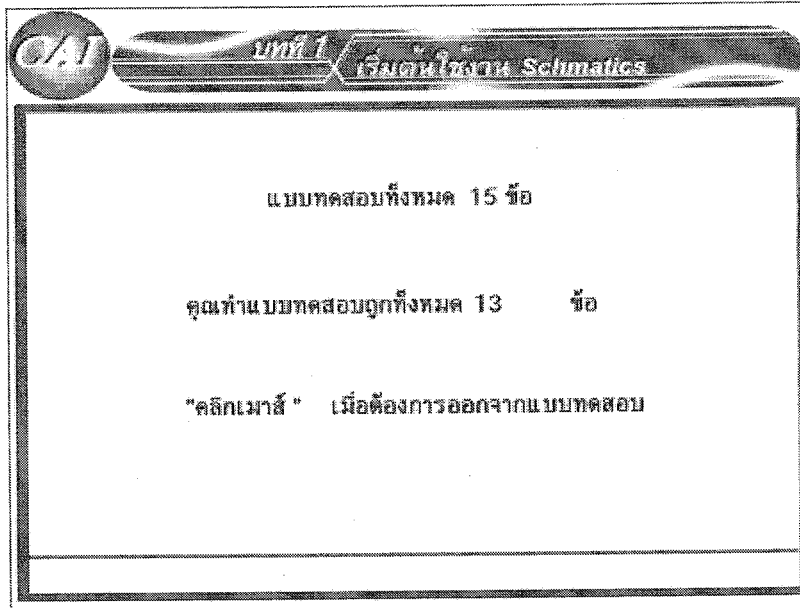 CAI
บทที่ 1
เริ่มต้นใช้งาน Schmatics
แบบทดสอบทั้งหมด 15 ข้อ
คุณทำแบบทดสอบถูกทั้งหมด 13 ข้อ
"คลิกเมาส์ " เมื่อต้องการออกจากแบบทดสอบ